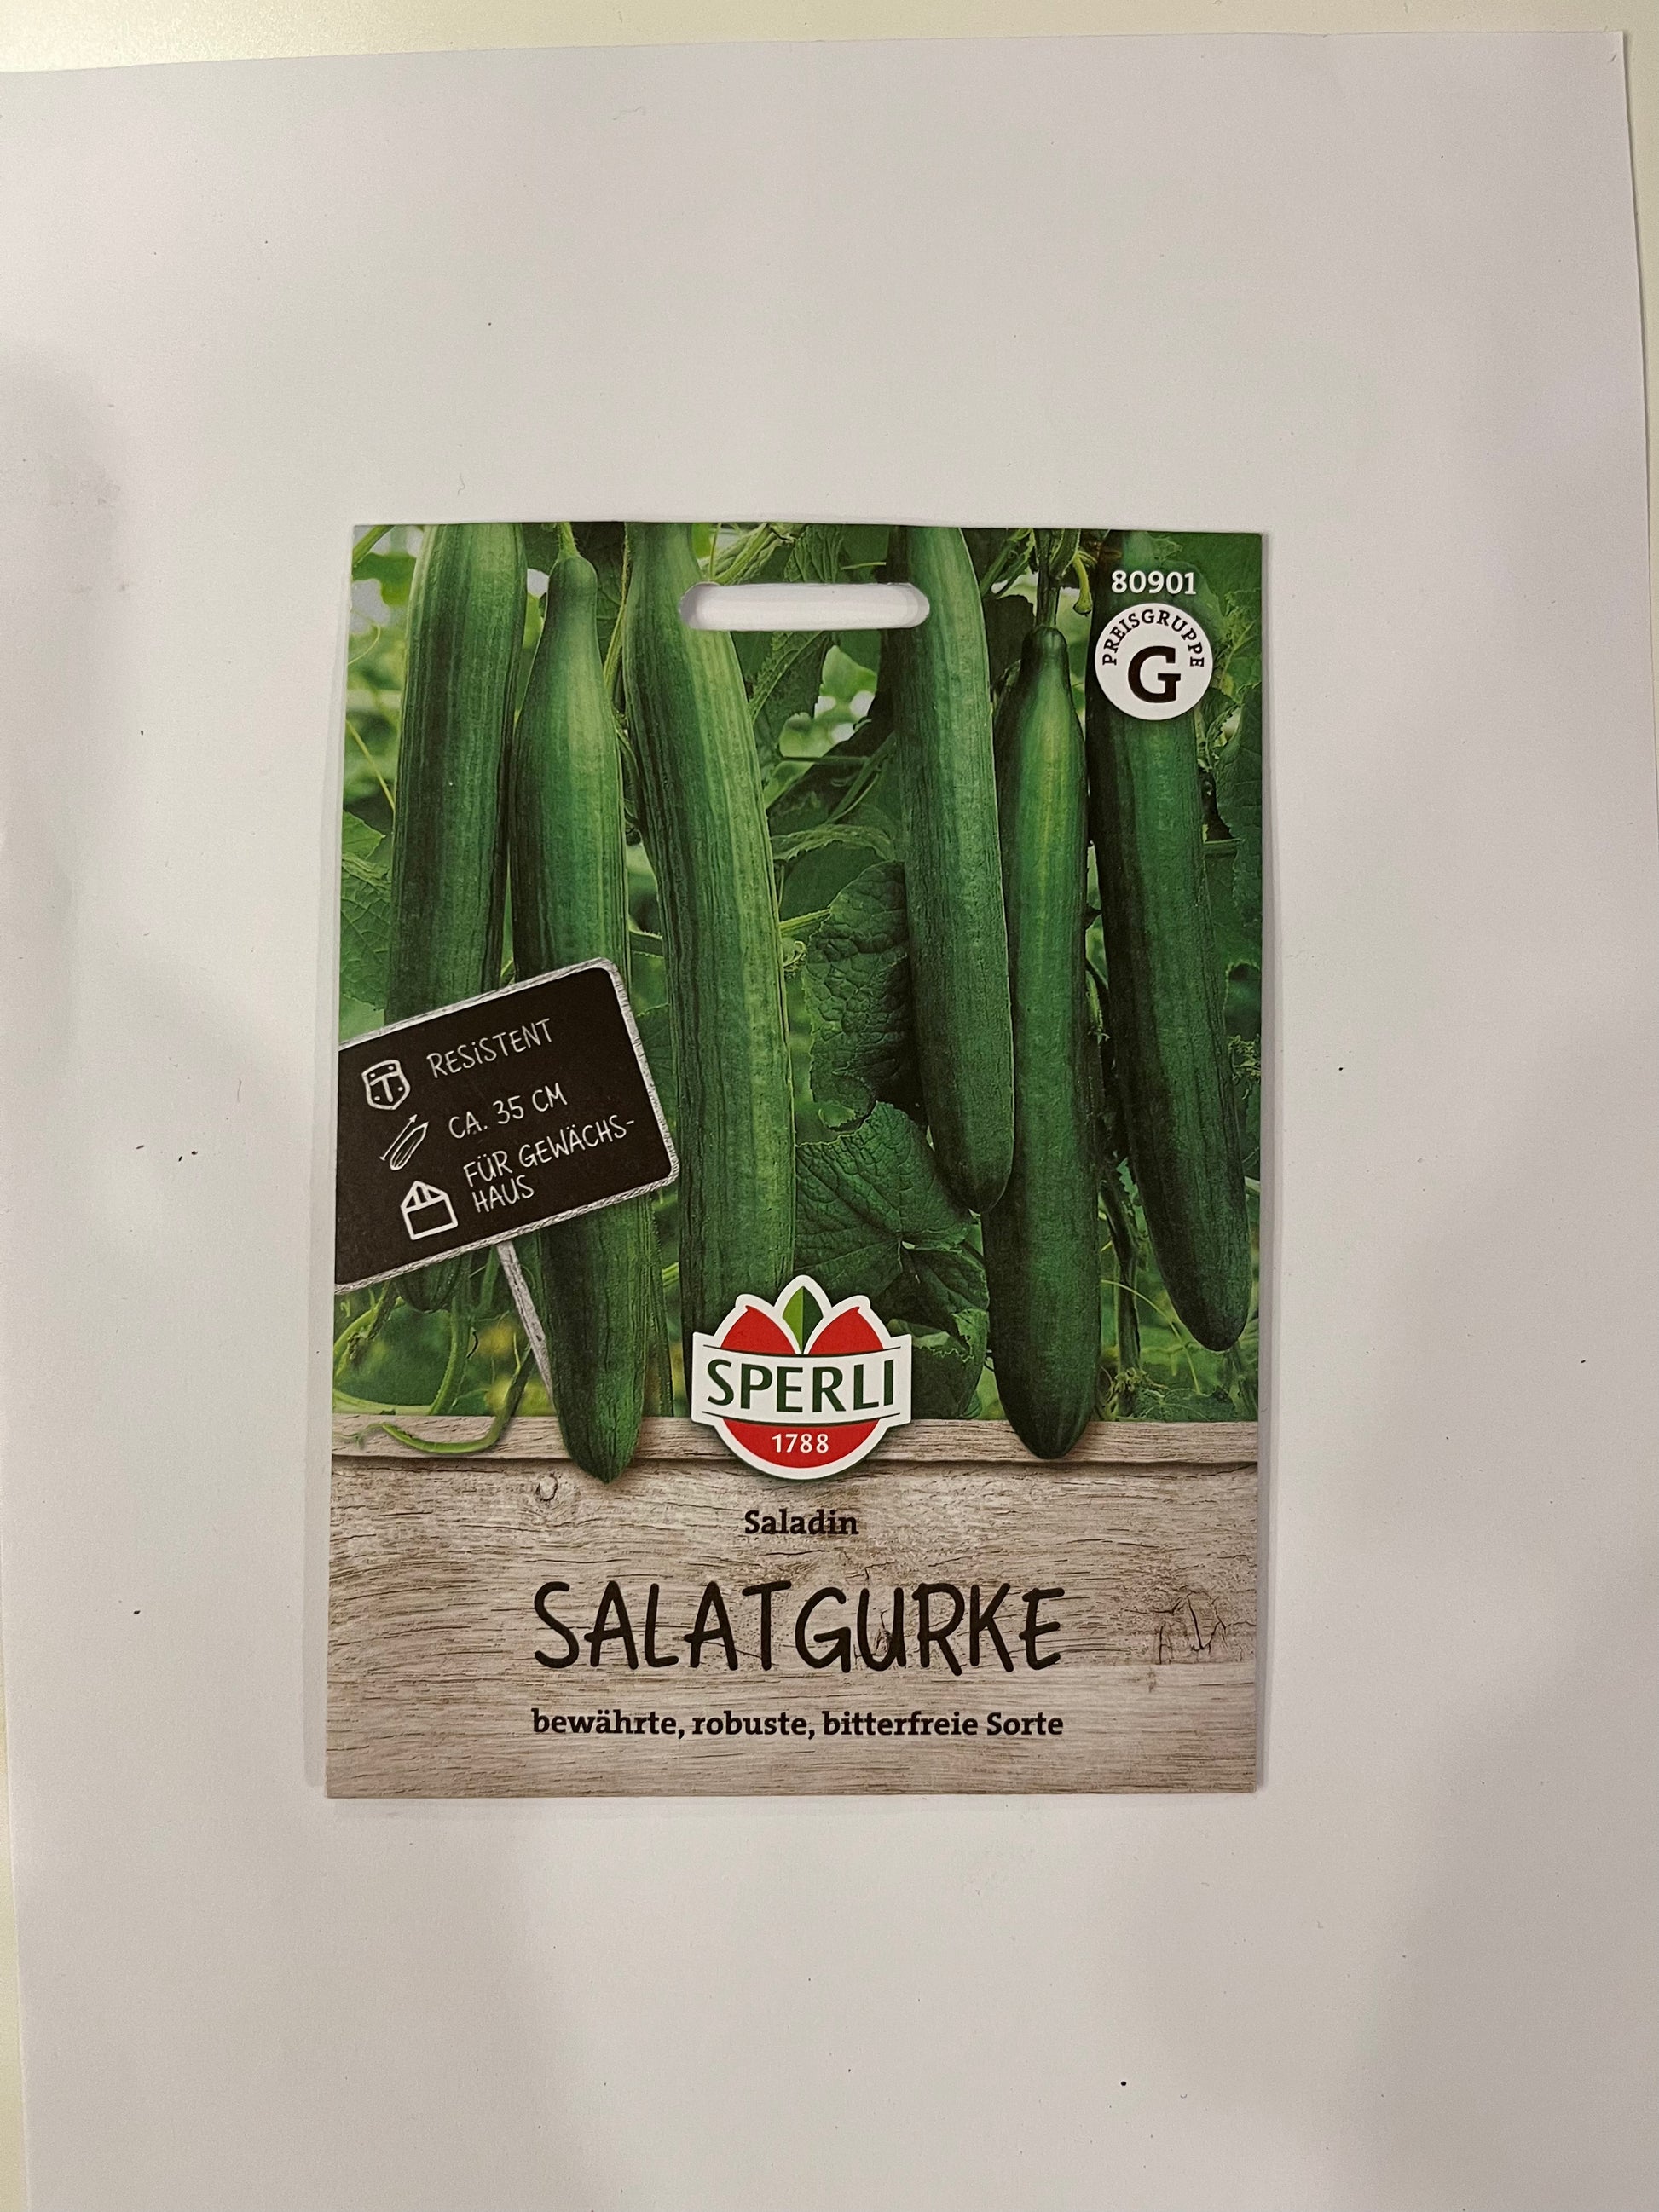 80901
PREISGRUPPE
G
RESISTENT
CA. 35 CM
FÜR GEWÄCHS-
HAUS
SPERLI
1788
Saladin
SALATGURKE
bewährte, robuste, bitterfreie Sorte